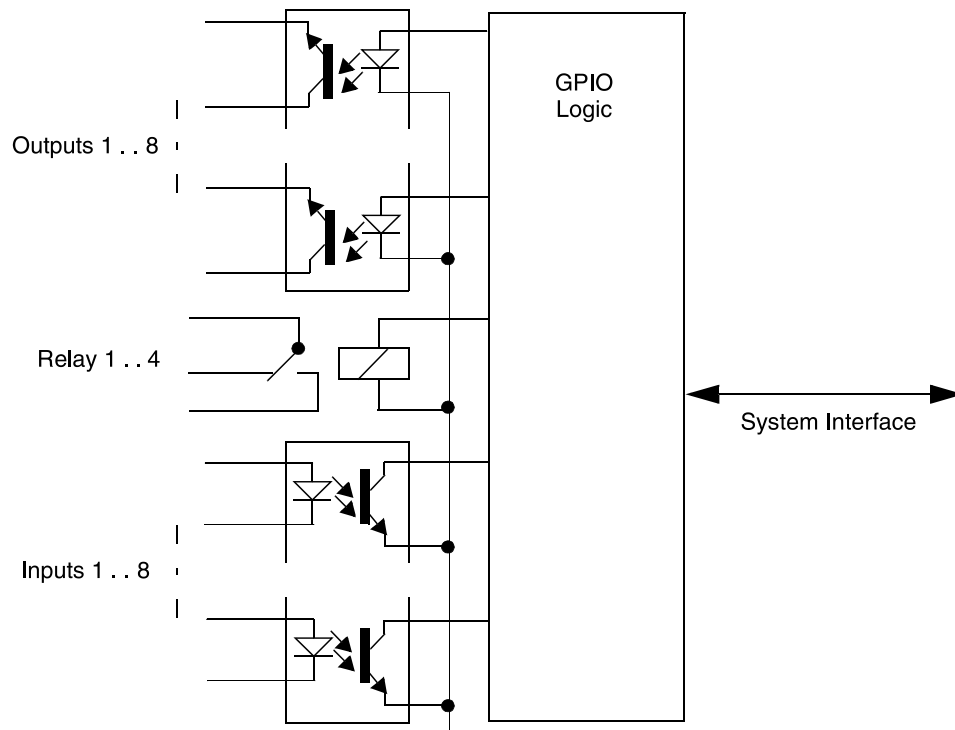 GPIO
Logic
Outputs 1 . . 8
Relay 1 . . 4
System Interface
Inputs 1 . . 8